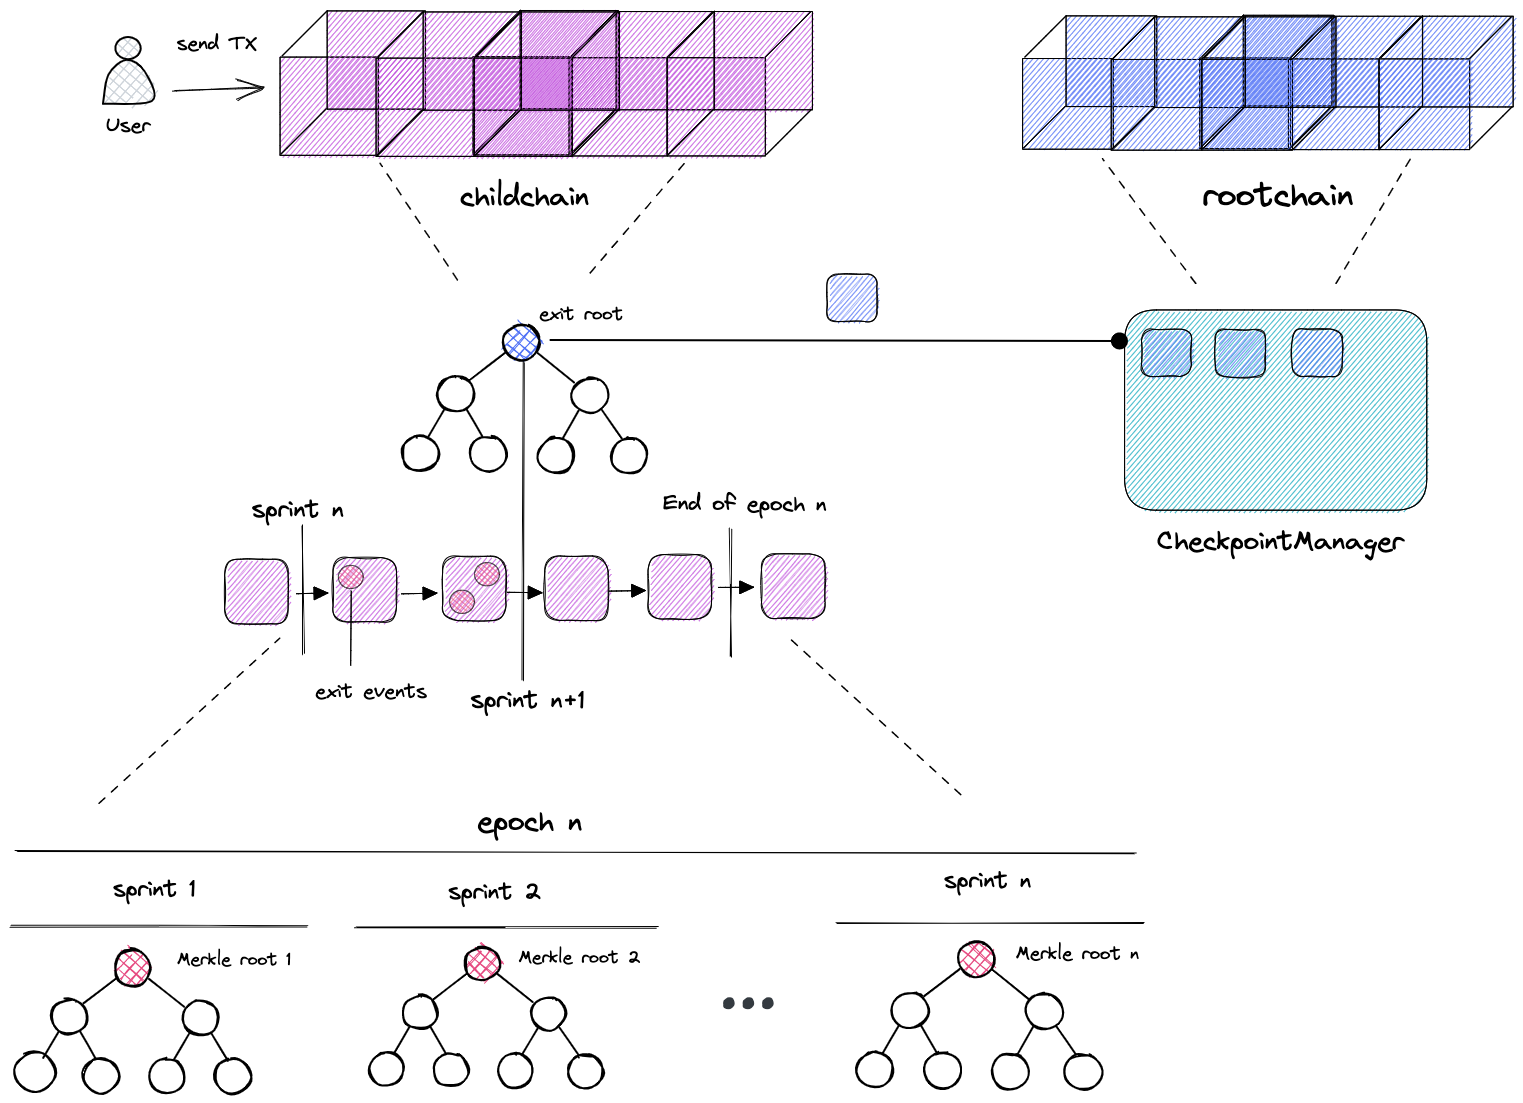 send TX
User
childchain
rootchain
exit root
sprint n
End of epoch n
CheckpointManager
exit events
sprint n+1
epoch n
sprint 1
sprint 2
sprint n
Merkle root 1
Merkle root 2
Merkle root n